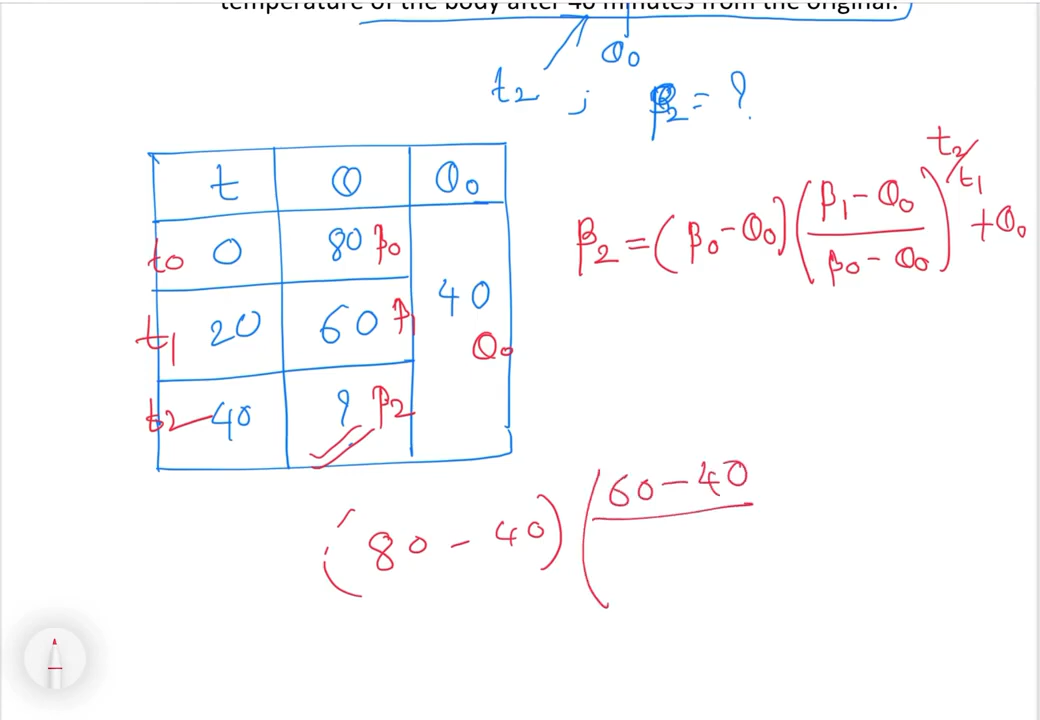 temperature of the body after 40 minutes from the original.
θ0
t2 ; β2 = ?
t θ θ0
t0 0 80 β0
t1 20 60 β1 40 θ0
t2 40 ? β2
β2 = (β0 - θ0) (β1 - θ0 / β0 - θ0)^t2/t1 + θ0
(80 - 40) (60 - 40